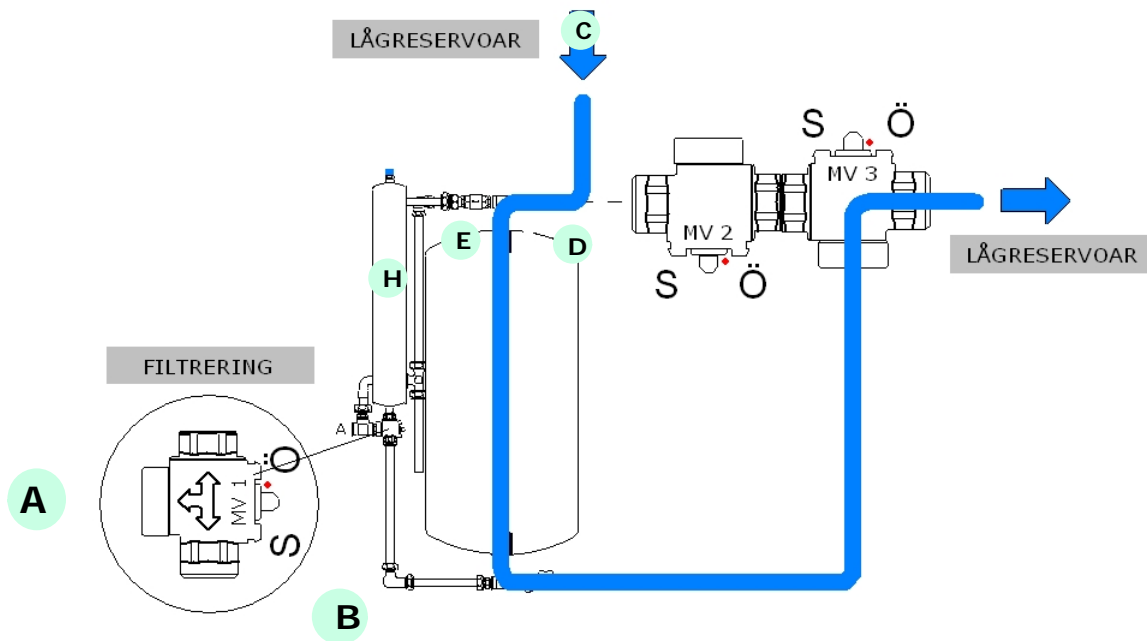 C
LÅGRESERVOAR
S Ö
MV 3
MV 2
S Ö
LÅGRESERVOAR
E
D
H
FILTRERING
A
Ö
MV 1
S
A
B